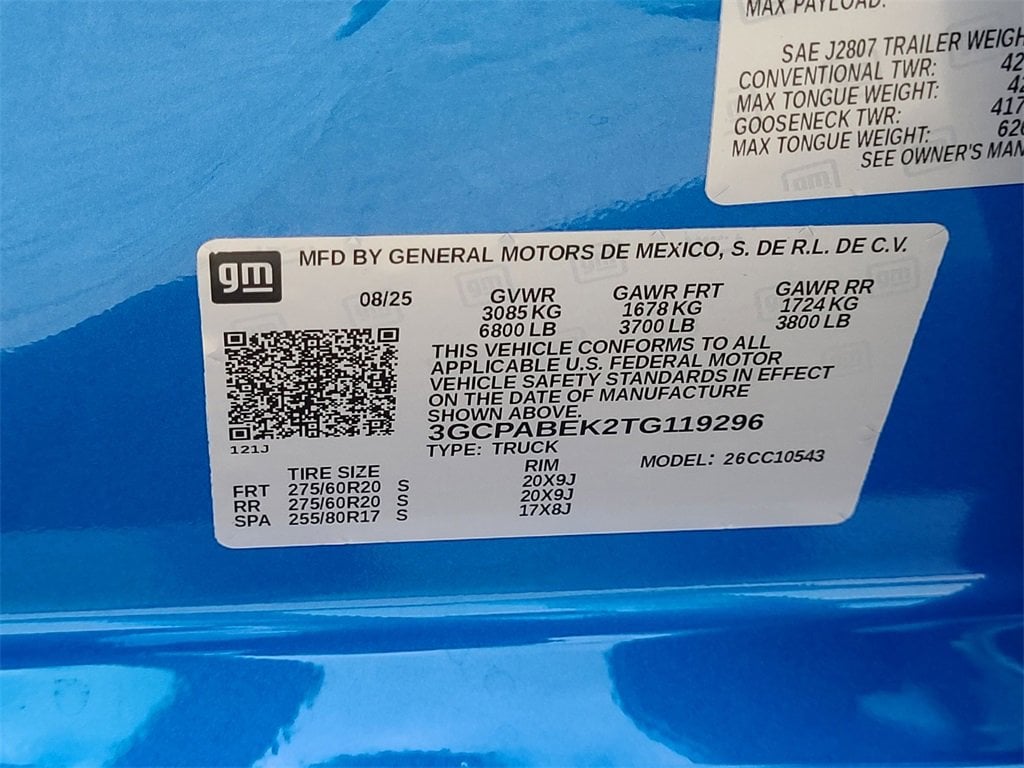 MAX PAYLOAD:
SAE J2807 TRAILER WEIGH
CONVENTIONAL TWR: 42
MAX TONGUE WEIGHT: 42
GOOSENECK TWR: 417
MAX TONGUE WEIGHT: 626
SEE OWNER'S MAN
gm
MFD BY GENERAL MOTORS DE MEXICO, S. DE R.L. DE C.V.
08/25 GVWR GAWR FRT GAWR RR
3085 KG 1678 KG 1724 KG
6800 LB 3700 LB 3800 LB
THIS VEHICLE CONFORMS TO ALL
APPLICABLE U.S. FEDERAL MOTOR
VEHICLE SAFETY STANDARDS IN EFFECT
ON THE DATE OF MANUFACTURE
SHOWN ABOVE.
3GCPABEK2TG119296
121J
TYPE: TRUCK MODEL: 26CC10543
TIRE SIZE RIM
FRT 275/60R20 S 20X9J
RR 275/60R20 S 20X9J
SPA 255/80R17 S 17X8J